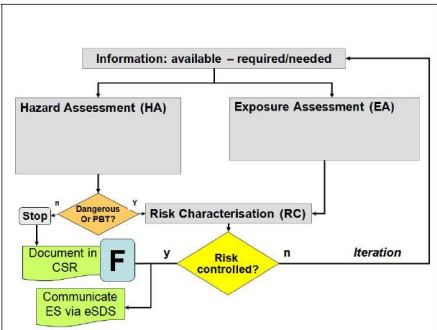 Information: available – required/needed
Hazard Assessment (HA)
Exposure Assessment (EA)
n
Dangerous
Or PBT?
Y
Stop
Risk Characterisation (RC)
Document in
CSR
F
y
Risk
controlled?
n
Iteration
Communicate
ES via eSDS